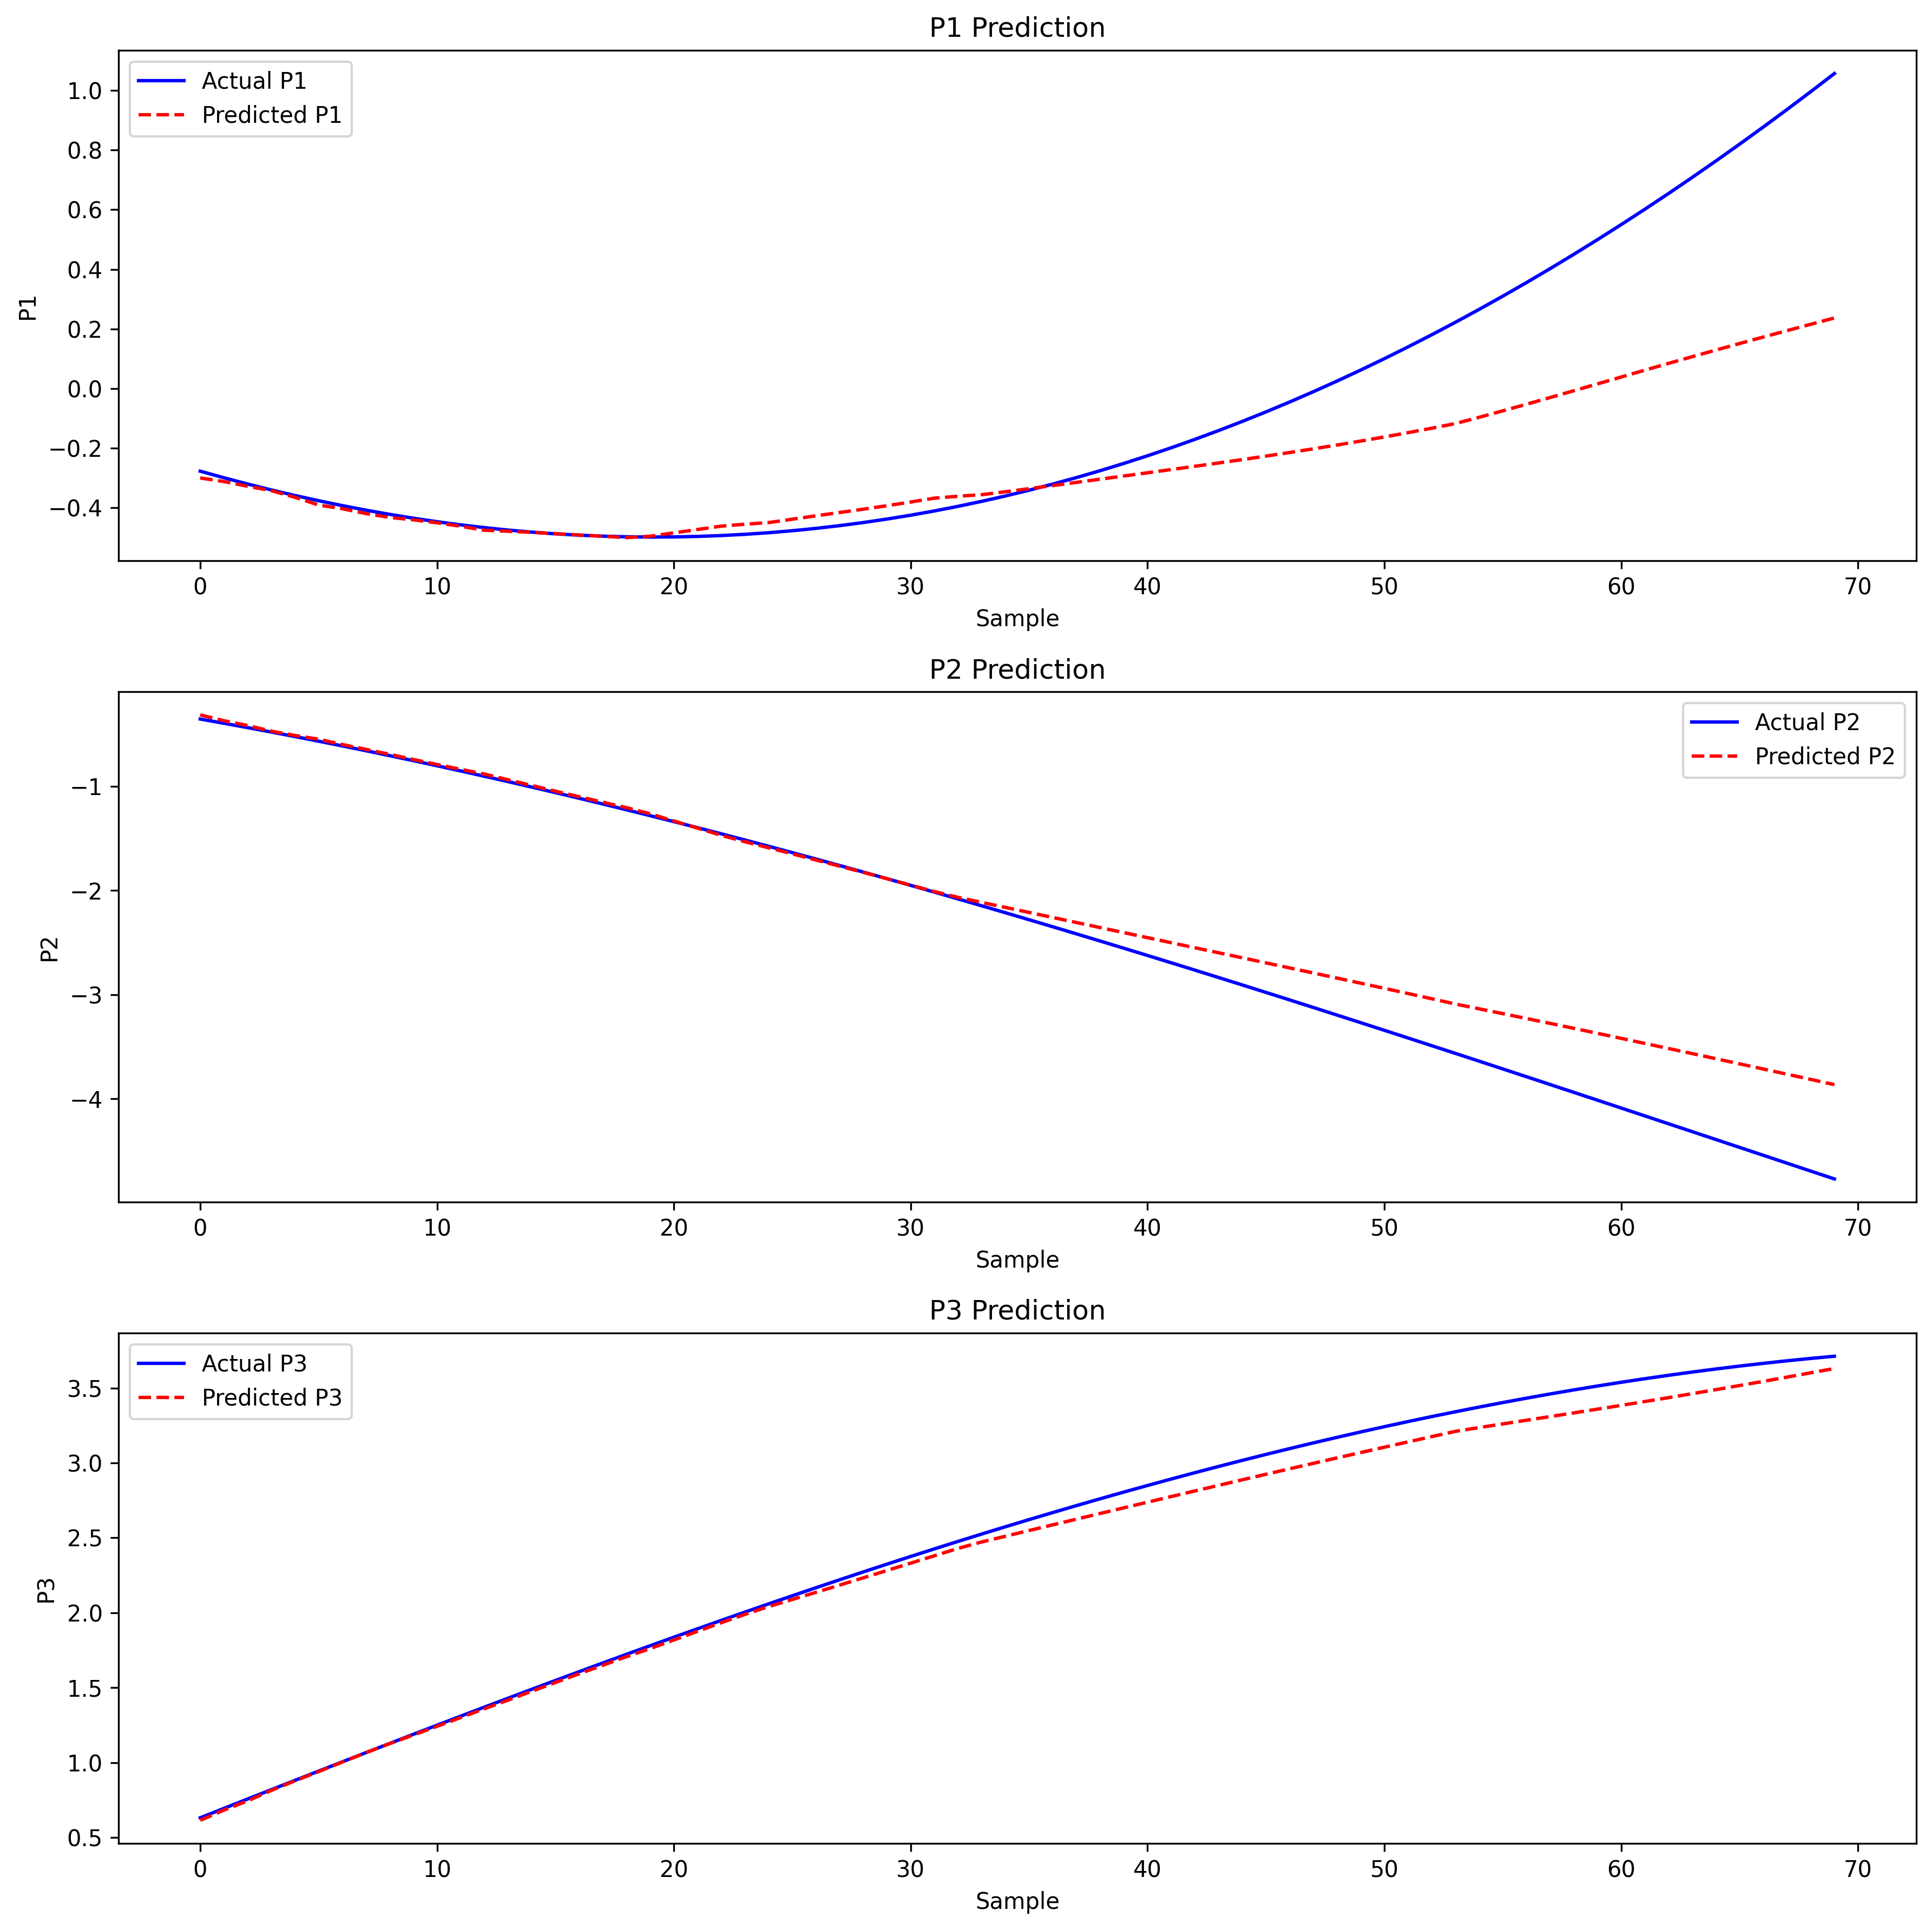 P1 Prediction
Actual P1
Predicted P1
1.0
0.8
0.6
0.4
0.2
0.0
−0.2
−0.4
P1
0 10 20 30 40 50 60 70
Sample
P2 Prediction
Actual P2
Predicted P2
−1
−2
−3
−4
P2
0 10 20 30 40 50 60 70
Sample
P3 Prediction
Actual P3
Predicted P3
3.5
3.0
2.5
2.0
1.5
1.0
0.5
P3
0 10 20 30 40 50 60 70
Sample